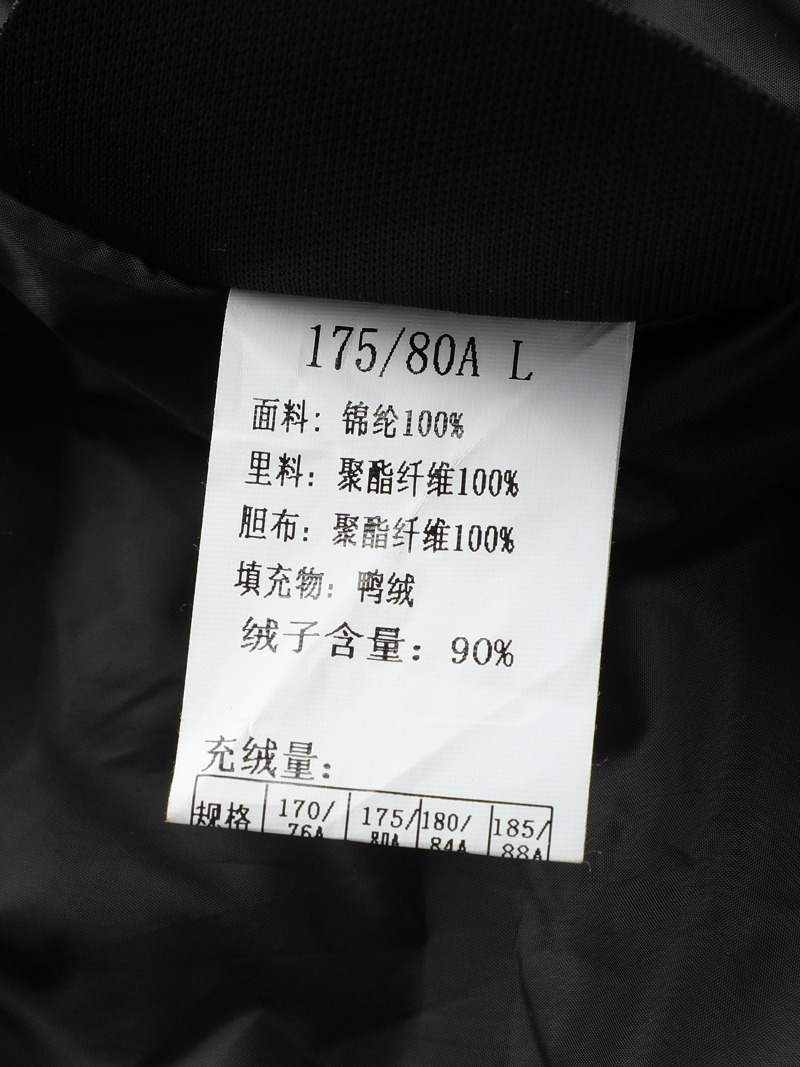 175/80A L
面料：锦纶100%
里料：聚酯纤维100%
胆布：聚酯纤维100%
填充物：鸭绒
绒子含量：90%
充绒量：
规格 170/76A 175/80A 180/84A 185/88A